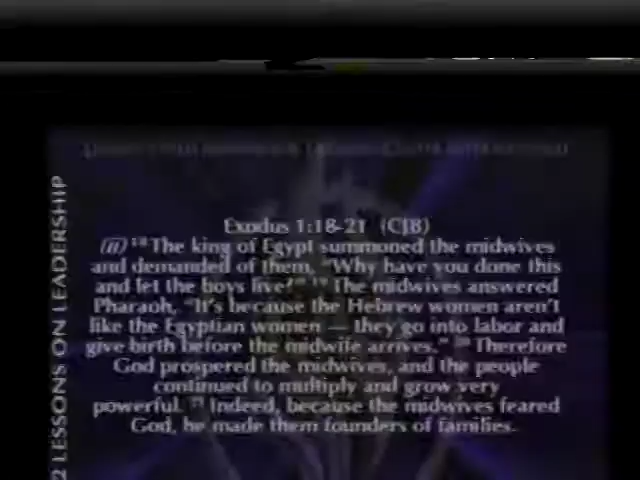 Exodus 1:18-21 (CJB)
(ii) 18 The king of Egypt summoned the midwives
and demanded of them, "Why have you done this
and let the boys live?" 19 The midwives answered
Pharaoh, "It's because the Hebrew women aren't
like the Egyptian women — they go into labor and
give birth before the midwife arrives." 20 Therefore
God prospered the midwives, and the people
continued to multiply and grow very
powerful. 21 Indeed, because the midwives feared
God, he made them founders of families.
2 LESSONS ON LEADERSHIP